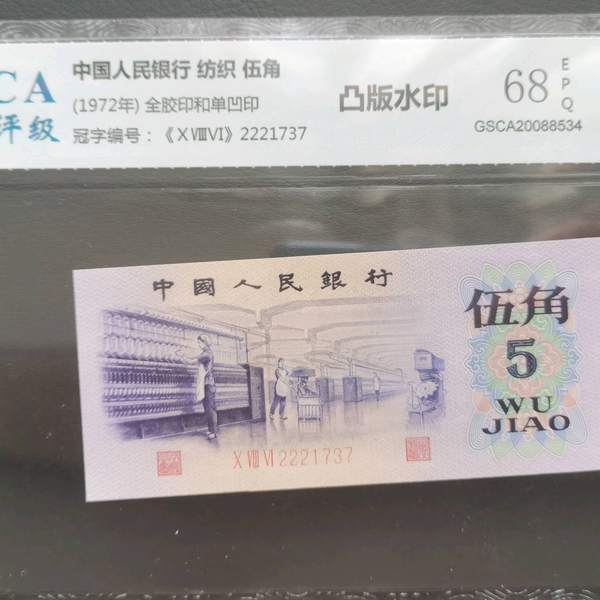 CA
评级
中国人民银行 纺织 伍角
(1972年) 全胶印和单凹印
冠字编号：《ⅩⅧⅥ》2221737
凸版水印
68
EPQ
GSCA20088534
中國人民銀行
伍角
5
WU
JIAO
ⅩⅧⅥ2221737